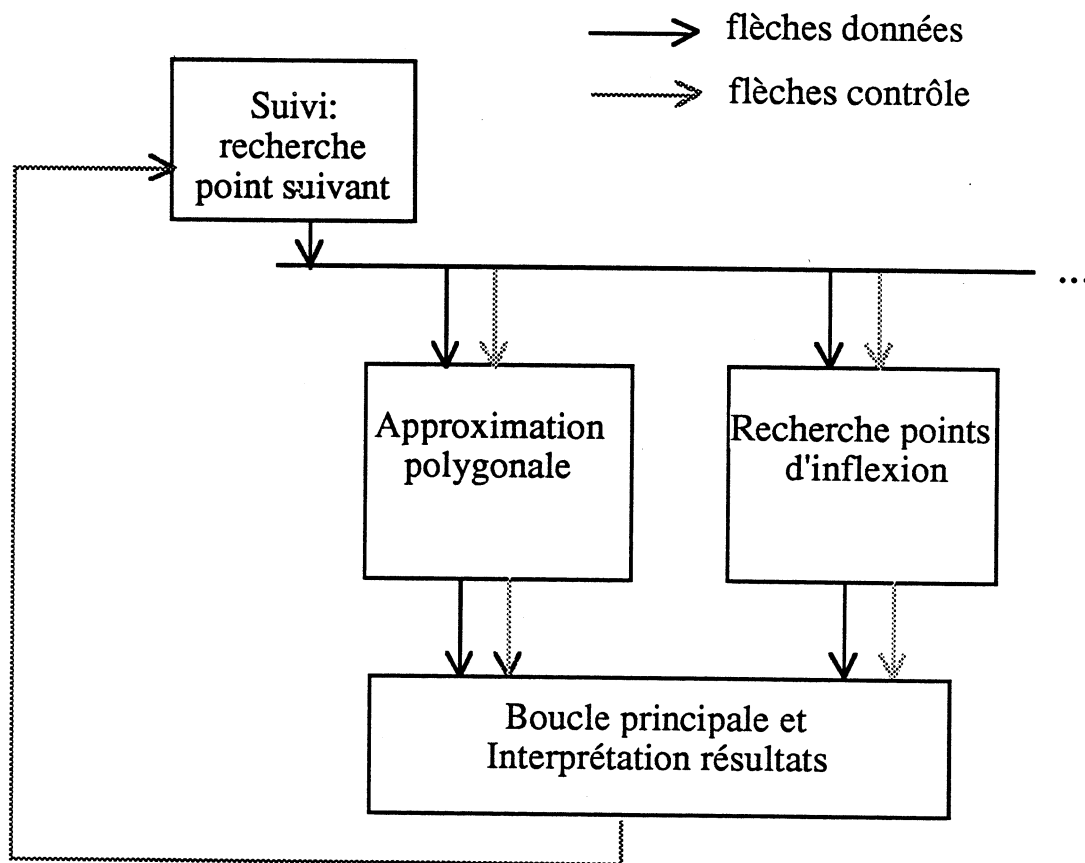 flèches données
flèches contrôle
Suivi:
recherche
point suivant
...
Approximation
polygonale
Recherche points
d'inflexion
Boucle principale et
Interprétation résultats